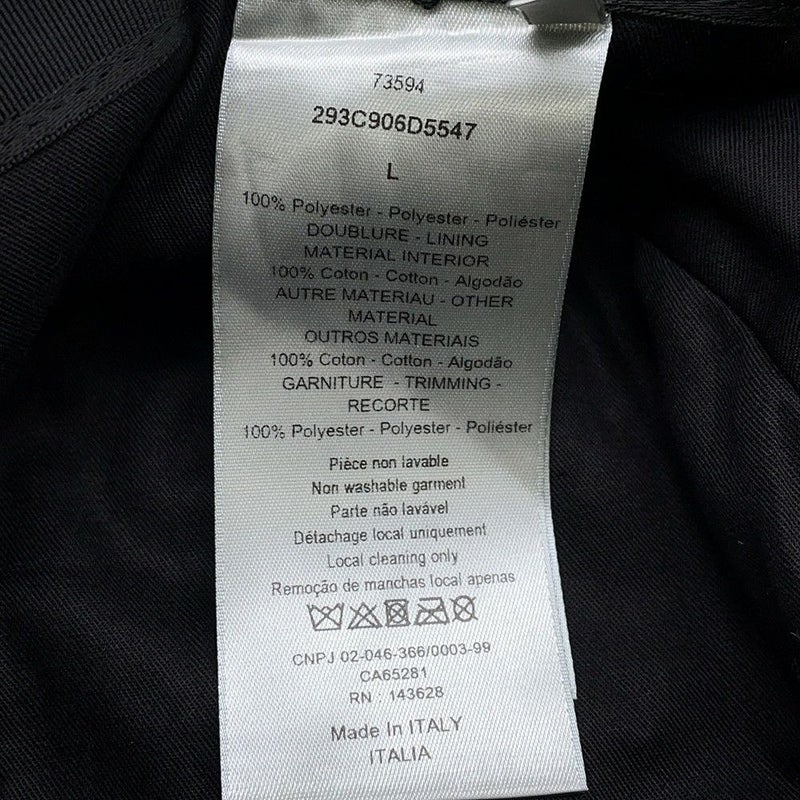 73594
293C906D5547
L
100% Polyester - Polyester - Poliéster
DOUBLURE - LINING
MATERIAL INTERIOR
100% Coton - Cotton - Algodão
AUTRE MATERIAU - OTHER
MATERIAL
OUTROS MATERIAIS
100% Coton - Cotton - Algodão
GARNITURE - TRIMMING -
RECORTE
100% Polyester - Polyester - Poliéster
Pièce non lavable
Non washable garment
Parte não lavável
Détachage local uniquement
Local cleaning only
Remoção de manchas local apenas
CNPJ 02-046-366/0003-99
CA65281
RN : 143628
Made In ITALY
ITALIA